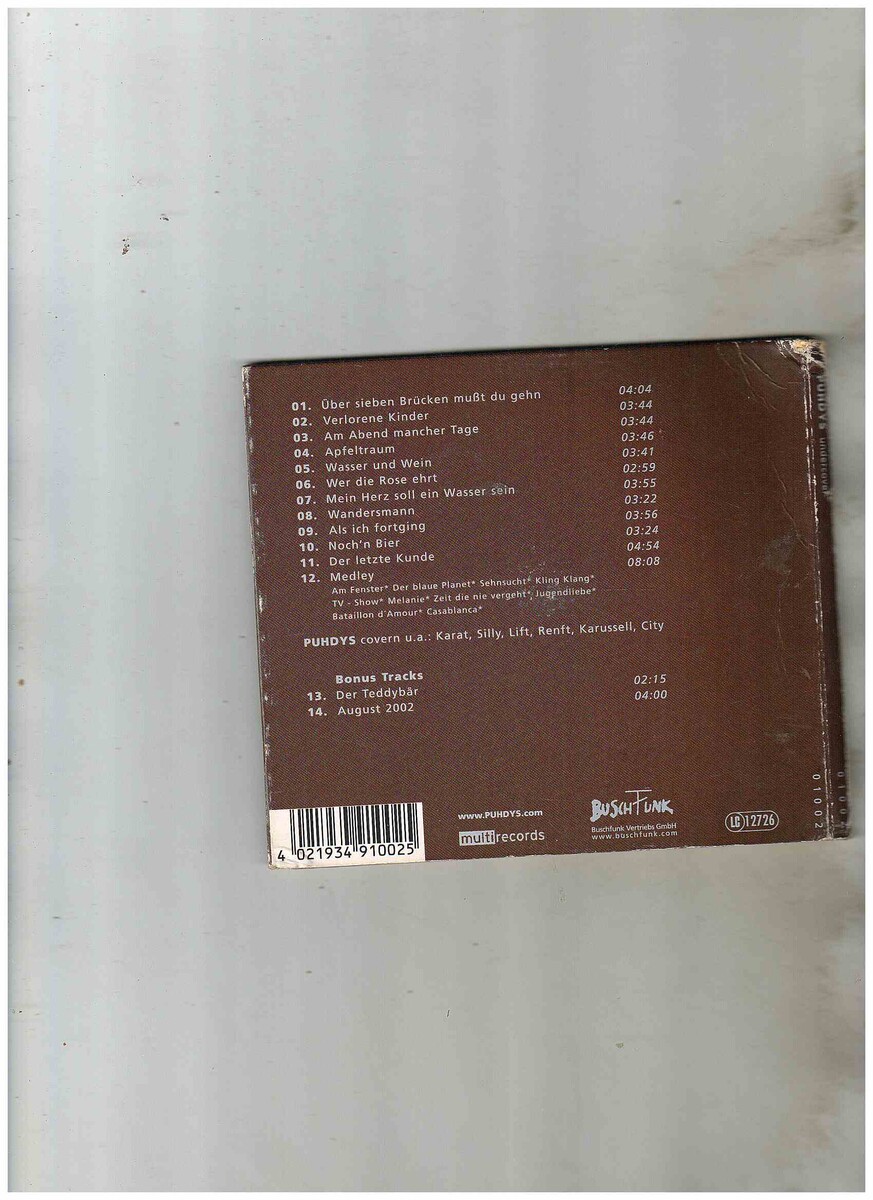 01. Über sieben Brücken mußt du gehn 04:04
02. Verlorene Kinder 03:44
03. Am Abend mancher Tage 03:44
04. Apfeltraum 03:46
05. Wasser und Wein 03:41
06. Wer die Rose ehrt 02:59
07. Mein Herz soll ein Wasser sein 03:55
08. Wandersmann 03:22
09. Als ich fortging 03:56
10. Noch'n Bier 03:24
11. Der letzte Kunde 04:54
12. Medley 08:08
Am Fenster* Der blaue Planet* Sehnsucht* Kling Klang*
TV - Show* Melanie* Zeit die nie vergeht* Jugendliebe*
Bataillon d'Amour* Casablanca*
PUHDYS covern u.a.: Karat, Silly, Lift, Renft, Karussell, City
Bonus Tracks
13. Der Teddybär 02:15
14. August 2002 04:00
4 021934 910025
www.PUHDYS.com
multirecords
BUSCHFUNK
Buschfunk Vertriebs GmbH
www.buschfunk.com
LC 12726
PUHDYS undercover
01002
01002